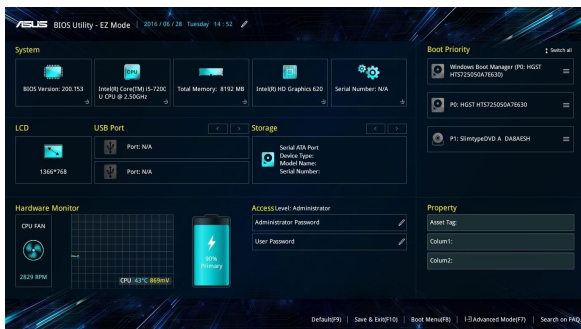 ASUS BIOS Utility - EZ Mode 2016/06/28 Tuesday 14:52
System
BIOS Version: 200.153
Intel(R) Core(TM) i5-7200
U CPU @ 2.50GHz
Total Memory: 8192 MB
Intel(R) HD Graphics 620
Serial Number: N/A
Boot Priority
Switch all
Windows Boot Manager (P0: HGST
HTS725050A7E630)
P0: HGST HTS725050A7E630
P1: SlimtypeDVD A DA8AESH
LCD
1366*768
USB Port
Port: N/A
Port: N/A
Storage
Serial ATA Port
Device Type:
Model Name:
Serial Number:
Hardware Monitor
CPU FAN
2829 RPM
CPU 43°C 869mV
90%
Primary
Access Level: Administrator
Administrator Password
User Password
Property
Asset Tag:
Colum1:
Colum2:
Default(F9) | Save & Exit(F10) | Boot Menu(F8) | Advanced Mode(F7) | Search on FAQ